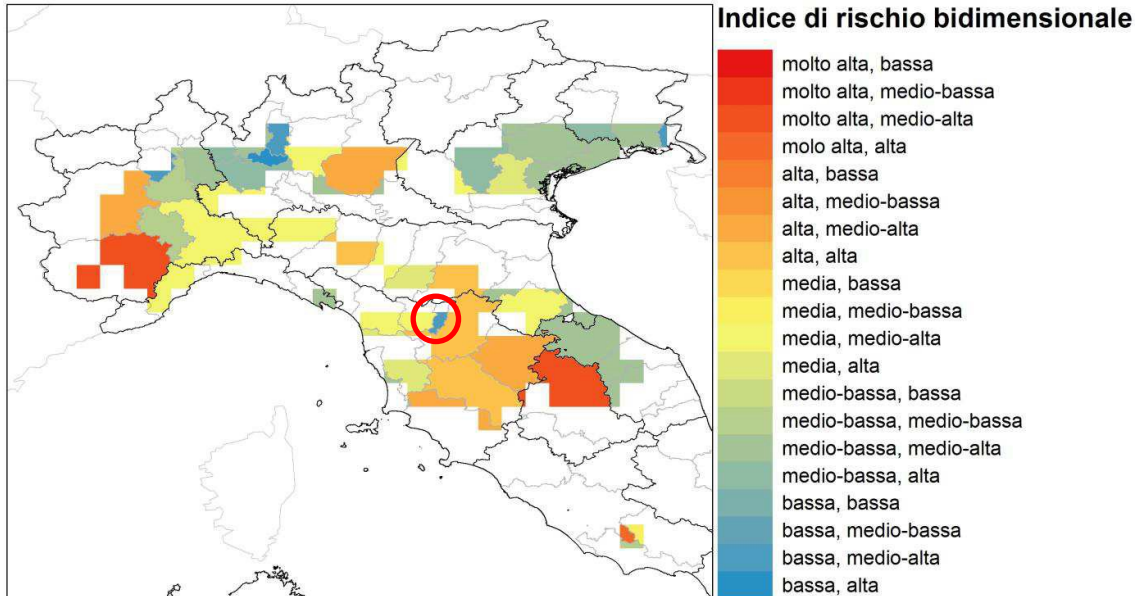 Indice di rischio bidimensionale
molto alta, bassa
molto alta, medio-bassa
molto alta, medio-alta
molo alta, alta
alta, bassa
alta, medio-bassa
alta, medio-alta
alta, alta
media, bassa
media, medio-bassa
media, medio-alta
media, alta
medio-bassa, bassa
medio-bassa, medio-bassa
medio-bassa, medio-alta
medio-bassa, alta
bassa, bassa
bassa, medio-bassa
bassa, medio-alta
bassa, alta